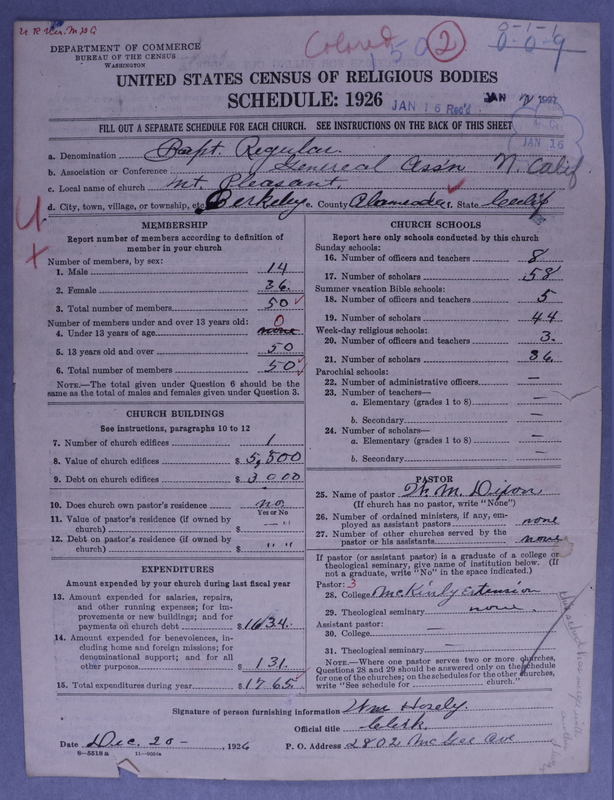 DEPARTMENT OF COMMERCE
BUREAU OF THE CENSUS
WASHINGTON
Colored
150
2
0-1-1
0-0-9
UNITED STATES CENSUS OF RELIGIOUS BODIES
SCHEDULE: 1926
JAN 16 Rec'd
JAN
JAN 16
FILL OUT A SEPARATE SCHEDULE FOR EACH CHURCH. SEE INSTRUCTIONS ON THE BACK OF THIS SHEET
a. Denomination Bapt. Regular
b. Association or Conference General Ass'n N. Calif
c. Local name of church Mt. Pleasant.
d. City, town, village, or township, etc. Berkeley e. County Alameda f. State Calif
MEMBERSHIP
Report number of members according to definition of
member in your church
Number of members, by sex:
1. Male 14
2. Female 36.
3. Total number of members 50
Number of members under and over 13 years old: 0
4. Under 13 years of age none
5. 13 years old and over 50
6. Total number of members 50
NOTE.—The total given under Question 6 should be the
same as the total of males and females given under Question 3.
CHURCH BUILDINGS
See instructions, paragraphs 10 to 12
7. Number of church edifices 1
8. Value of church edifices $ 5,800
9. Debt on church edifices $ 3000
10. Does church own pastor's residence no.
Yes or No
11. Value of pastor's residence (if owned by
church) $ — "
12. Debt on pastor's residence (if owned by
church) $ " "
EXPENDITURES
Amount expended by your church during last fiscal year
13. Amount expended for salaries, repairs,
and other running expenses; for im-
provements or new buildings; and for
payments on church debt $ 1634.
14. Amount expended for benevolences, in-
cluding home and foreign missions; for
denominational support; and for all
other purposes $ 131.
15. Total expenditures during year $ 1765
CHURCH SCHOOLS
Report here only schools conducted by this church
Sunday schools:
16. Number of officers and teachers 8
17. Number of scholars 58
Summer vacation Bible schools:
18. Number of officers and teachers 5
19. Number of scholars 44
Week-day religious schools:
20. Number of officers and teachers 3.
21. Number of scholars 36.
Parochial schools:
22. Number of administrative officers —
23. Number of teachers—
a. Elementary (grades 1 to 8) —
b. Secondary —
24. Number of scholars—
a. Elementary (grades 1 to 8) —
b. Secondary —
PASTOR
25. Name of pastor W. M. Dixon
(If church has no pastor, write "None")
26. Number of ordained ministers, if any, em-
ployed as assistant pastors none
27. Number of other churches served by the
pastor or his assistants none
If pastor (or assistant pastor) is a graduate of a college or
theological seminary, give name of institution below. (If
not a graduate, write "No" in the space indicated.)
Pastor: 3
28. College McKinly Extension
29. Theological seminary none.
Assistant pastor:
30. College —
31. Theological seminary —
NOTE.—Where one pastor serves two or more churches,
Questions 28 and 29 should be answered only on the schedule
for one of the churches; on the schedules for the other churches,
write "See schedule for church."
Signature of person furnishing information Wm Hosely.
Official title Clerk.
Date Dec. 20 - , 1926 P. O. Address 2802 McGee Ave
8-5518 a